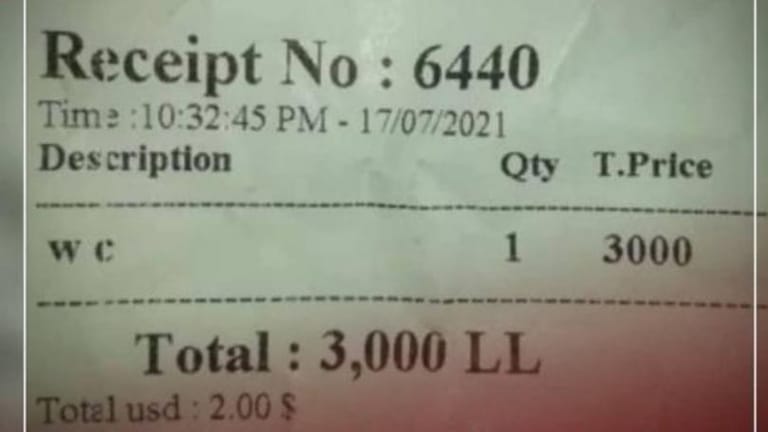 Receipt No : 6440
Time :10:32:45 PM - 17/07/2021
Description Qty T.Price
w c 1 3000
Total : 3,000 LL
Total usd : 2.00 $